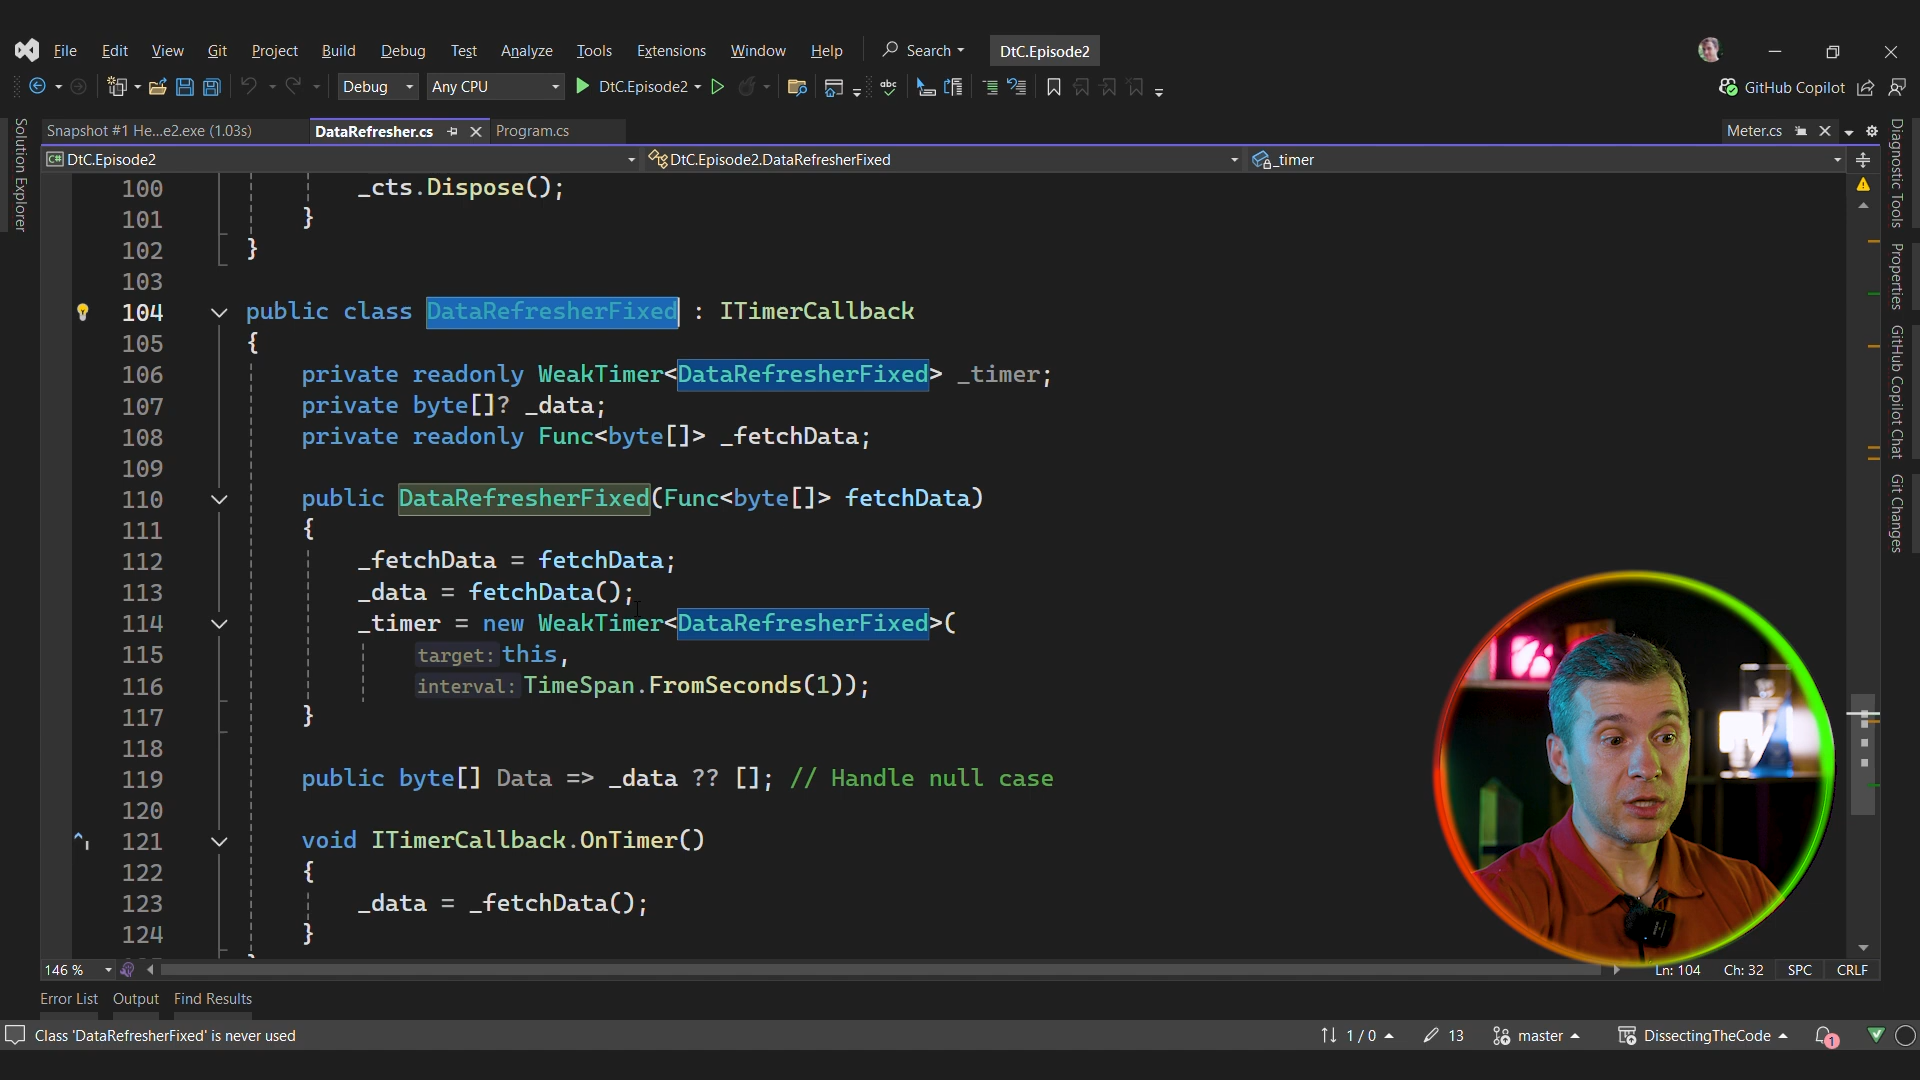 File Edit View Git Project Build Debug Test Analyze Tools Extensions Window Help Search DtC.Episode2
Debug Any CPU DtC.Episode2 GitHub Copilot
Snapshot #1 He...e2.exe (1.03s) DataRefresher.cs Program.cs Meter.cs
C# DtC.Episode2 DtC.Episode2.DataRefresherFixed _timer
Solution Explorer
100 _cts.Dispose();
101 }
102 }
103
104 public class DataRefresherFixed : ITimerCallback
105 {
106 private readonly WeakTimer<DataRefresherFixed> _timer;
107 private byte[]? _data;
108 private readonly Func<byte[]> _fetchData;
109
110 public DataRefresherFixed(Func<byte[]> fetchData)
111 {
112 _fetchData = fetchData;
113 _data = fetchData();
114 _timer = new WeakTimer<DataRefresherFixed>(
115 target: this,
116 interval: TimeSpan.FromSeconds(1));
117 }
118
119 public byte[] Data => _data ?? []; // Handle null case
120
121 void ITimerCallback.OnTimer()
122 {
123 _data = _fetchData();
124 }
Diagnostic Tools
Properties
GitHub Copilot Chat
Git Changes
146 % Ln: 104 Ch: 32 SPC CRLF
Error List Output Find Results
Class 'DataRefresherFixed' is never used 1 / 0 13 master DissectingTheCode 1